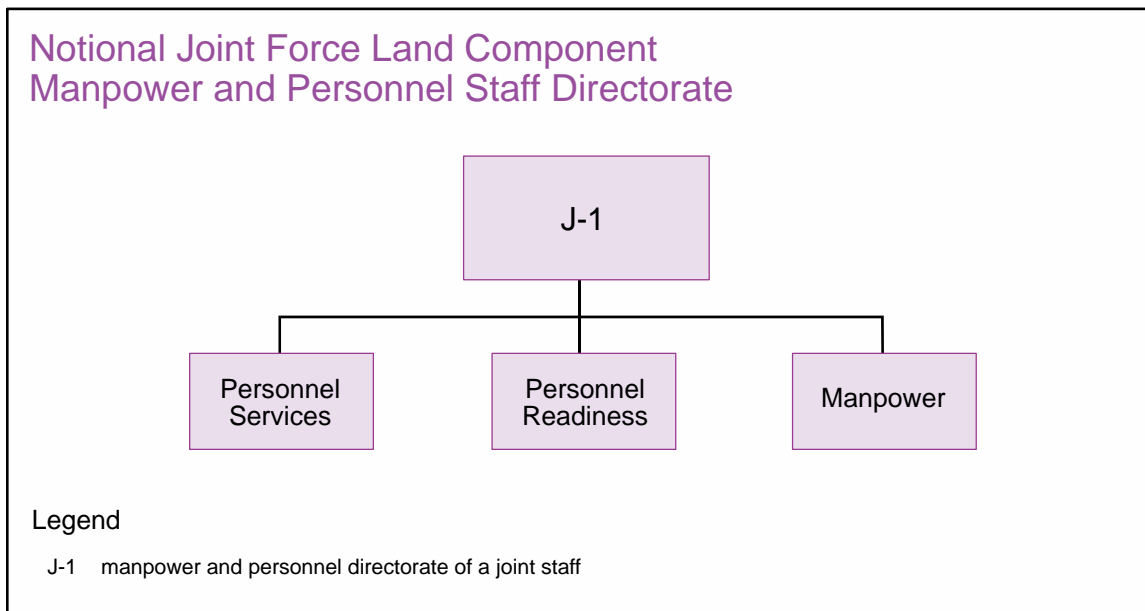 Notional Joint Force Land Component
Manpower and Personnel Staff Directorate
J-1
Personnel
Services
Personnel
Readiness
Manpower
Legend
J-1 manpower and personnel directorate of a joint staff